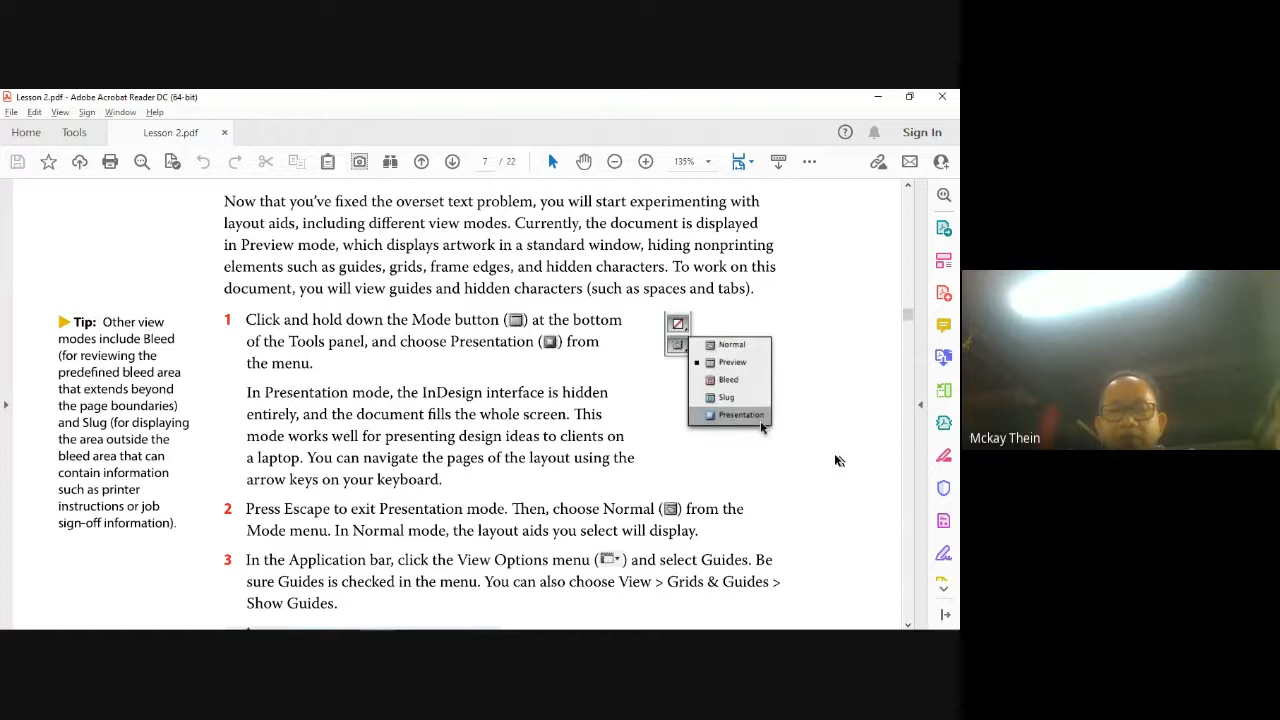 Lesson 2.pdf - Adobe Acrobat Reader DC (64-bit)
File Edit View Sign Window Help
Home Tools Lesson 2.pdf × Sign In
7 / 22 135%
Now that you've fixed the overset text problem, you will start experimenting with
layout aids, including different view modes. Currently, the document is displayed
in Preview mode, which displays artwork in a standard window, hiding nonprinting
elements such as guides, grids, frame edges, and hidden characters. To work on this
document, you will view guides and hidden characters (such as spaces and tabs).
Tip: Other view
modes include Bleed
(for reviewing the
predefined bleed area
that extends beyond
the page boundaries)
and Slug (for displaying
the area outside the
bleed area that can
contain information
such as printer
instructions or job
sign-off information).
1 Click and hold down the Mode button ( ) at the bottom
of the Tools panel, and choose Presentation ( ) from
the menu.
In Presentation mode, the InDesign interface is hidden
entirely, and the document fills the whole screen. This
mode works well for presenting design ideas to clients on
a laptop. You can navigate the pages of the layout using the
arrow keys on your keyboard.
Normal
Preview
Bleed
Slug
Presentation
2 Press Escape to exit Presentation mode. Then, choose Normal ( ) from the
Mode menu. In Normal mode, the layout aids you select will display.
3 In the Application bar, click the View Options menu ( ) and select Guides. Be
sure Guides is checked in the menu. You can also choose View > Grids & Guides >
Show Guides.
Mckay Thein